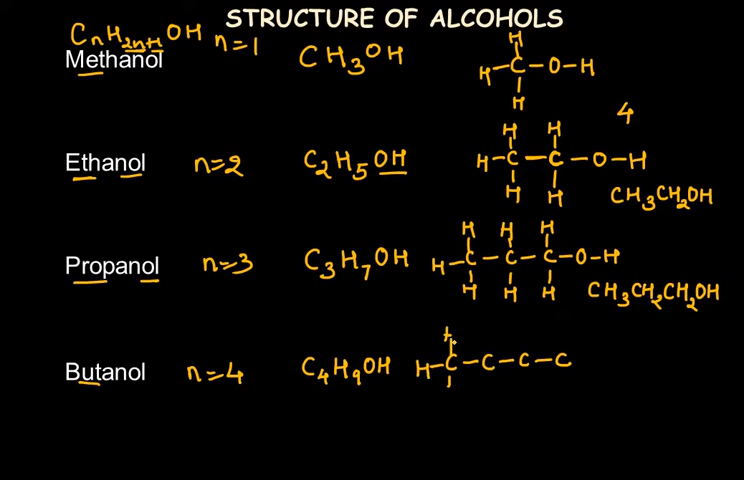 STRUCTURE OF ALCOHOLS
CnH2n+1OH n=1
Methanol CH3OH
H
H-C-O-H
H
4
Ethanol n=2 C2H5OH
H H
H-C-C-O-H
H H
CH3CH2OH
Propanol n=3 C3H7OH
H H H
H-C-C-C-O-H
H H H
CH3CH2CH2OH
Butanol n=4 C4H9OH
H-C-C-C-C